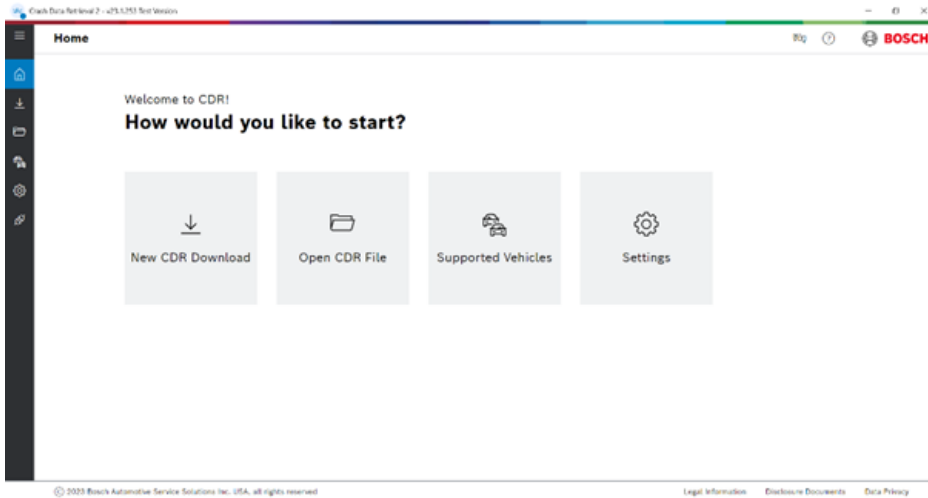 Crash Data Retrieval 2 - v23.1.253 Test Version
Home
BOSCH
Welcome to CDR!
How would you like to start?
New CDR Download
Open CDR File
Supported Vehicles
Settings
© 2023 Bosch Automotive Service Solutions Inc. USA, all rights reserved
Legal Information
Disclosure Documents
Data Privacy